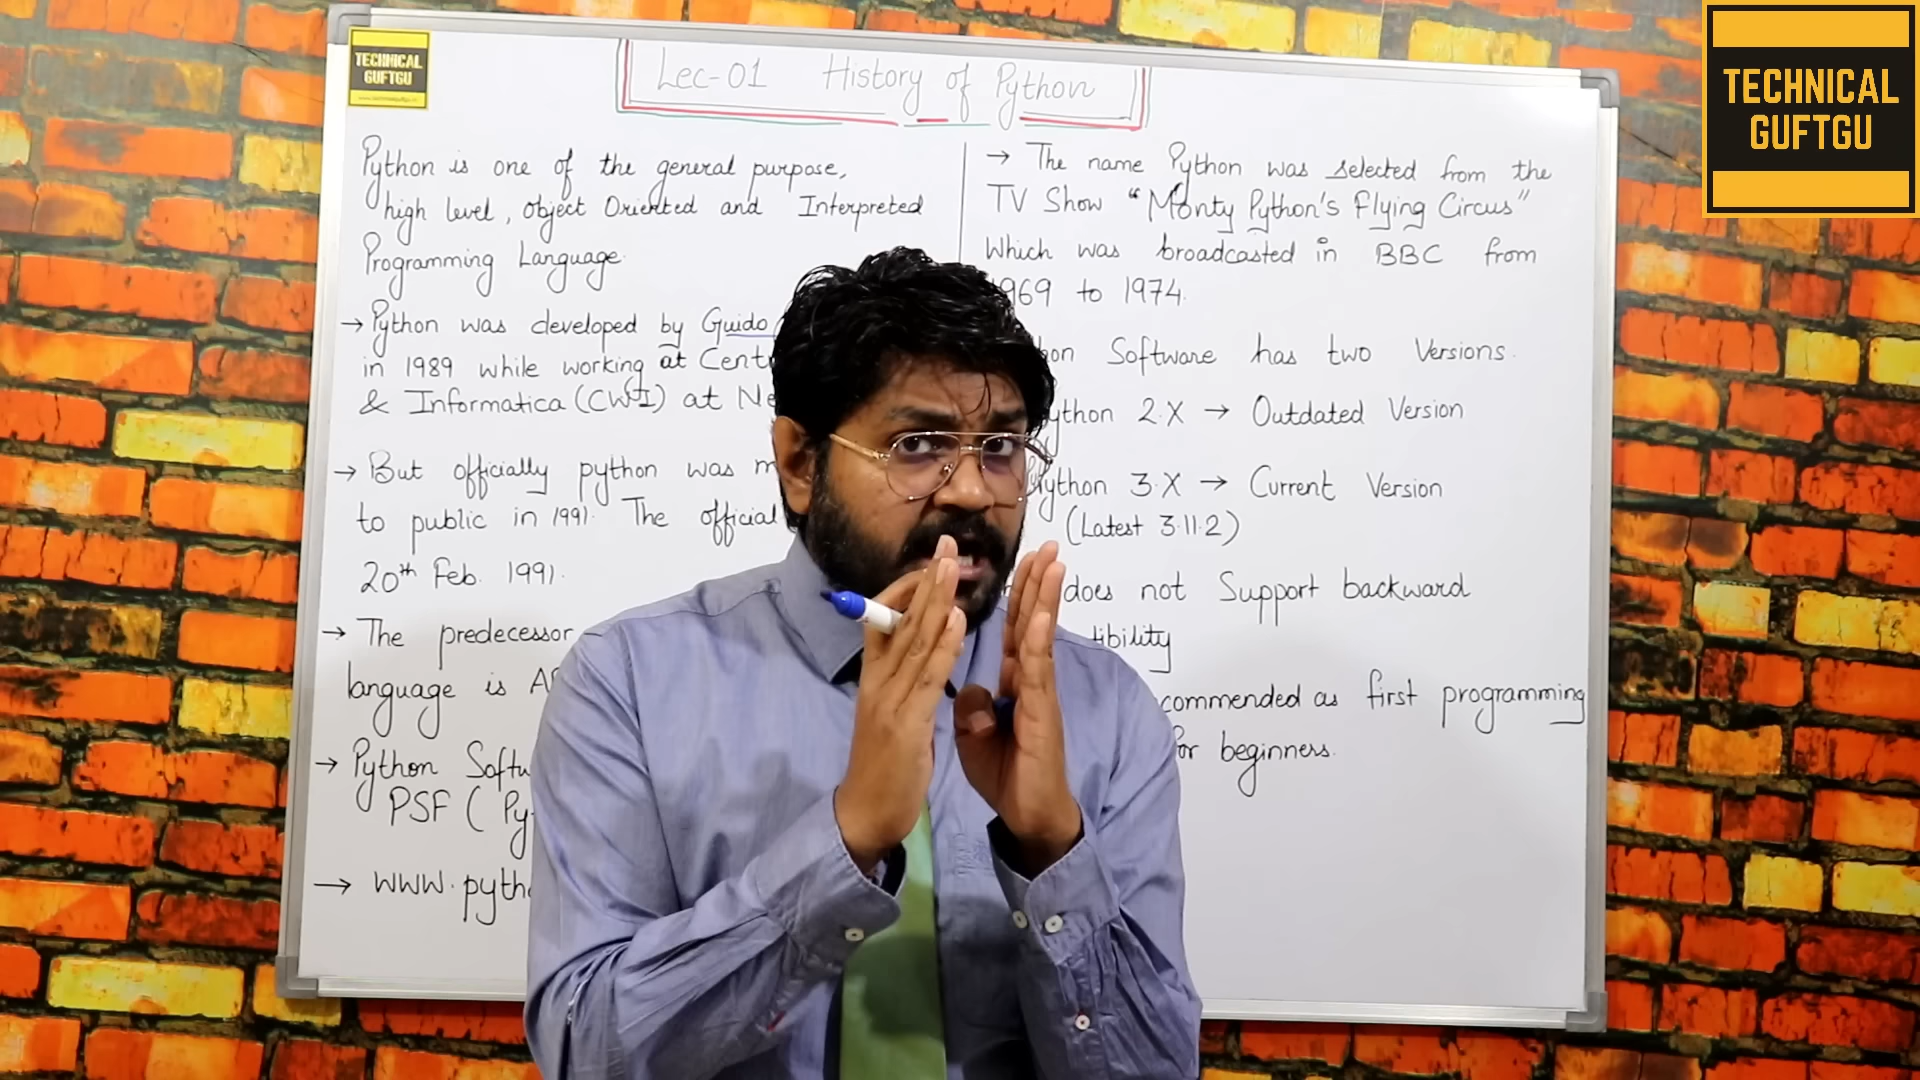 TECHNICAL
GUFTGU
Lec-01 History of Python
Python is one of the general purpose,
high level, object Oriented and Interpreted
Programming Language
→ Python was developed by Guido
in 1989 while working at Cent
& Informatica (CWI) at Ne
→ But officially python was m
to public in 1991. The official
20th Feb. 1991.
→ The predecessor
language is A
→ Python Softw
PSF ( Py
→ www.pyth
→ The name Python was selected from the
TV Show "Monty Python's Flying Circus"
Which was broadcasted in BBC from
1969 to 1974.
on Software has two Versions.
ython 2.X → Outdated Version
ython 3.X → Current Version
(Latest 3.11.2)
does not Support backward
tibility
commended as first programming
for beginners.
TECHNICAL
GUFTGU